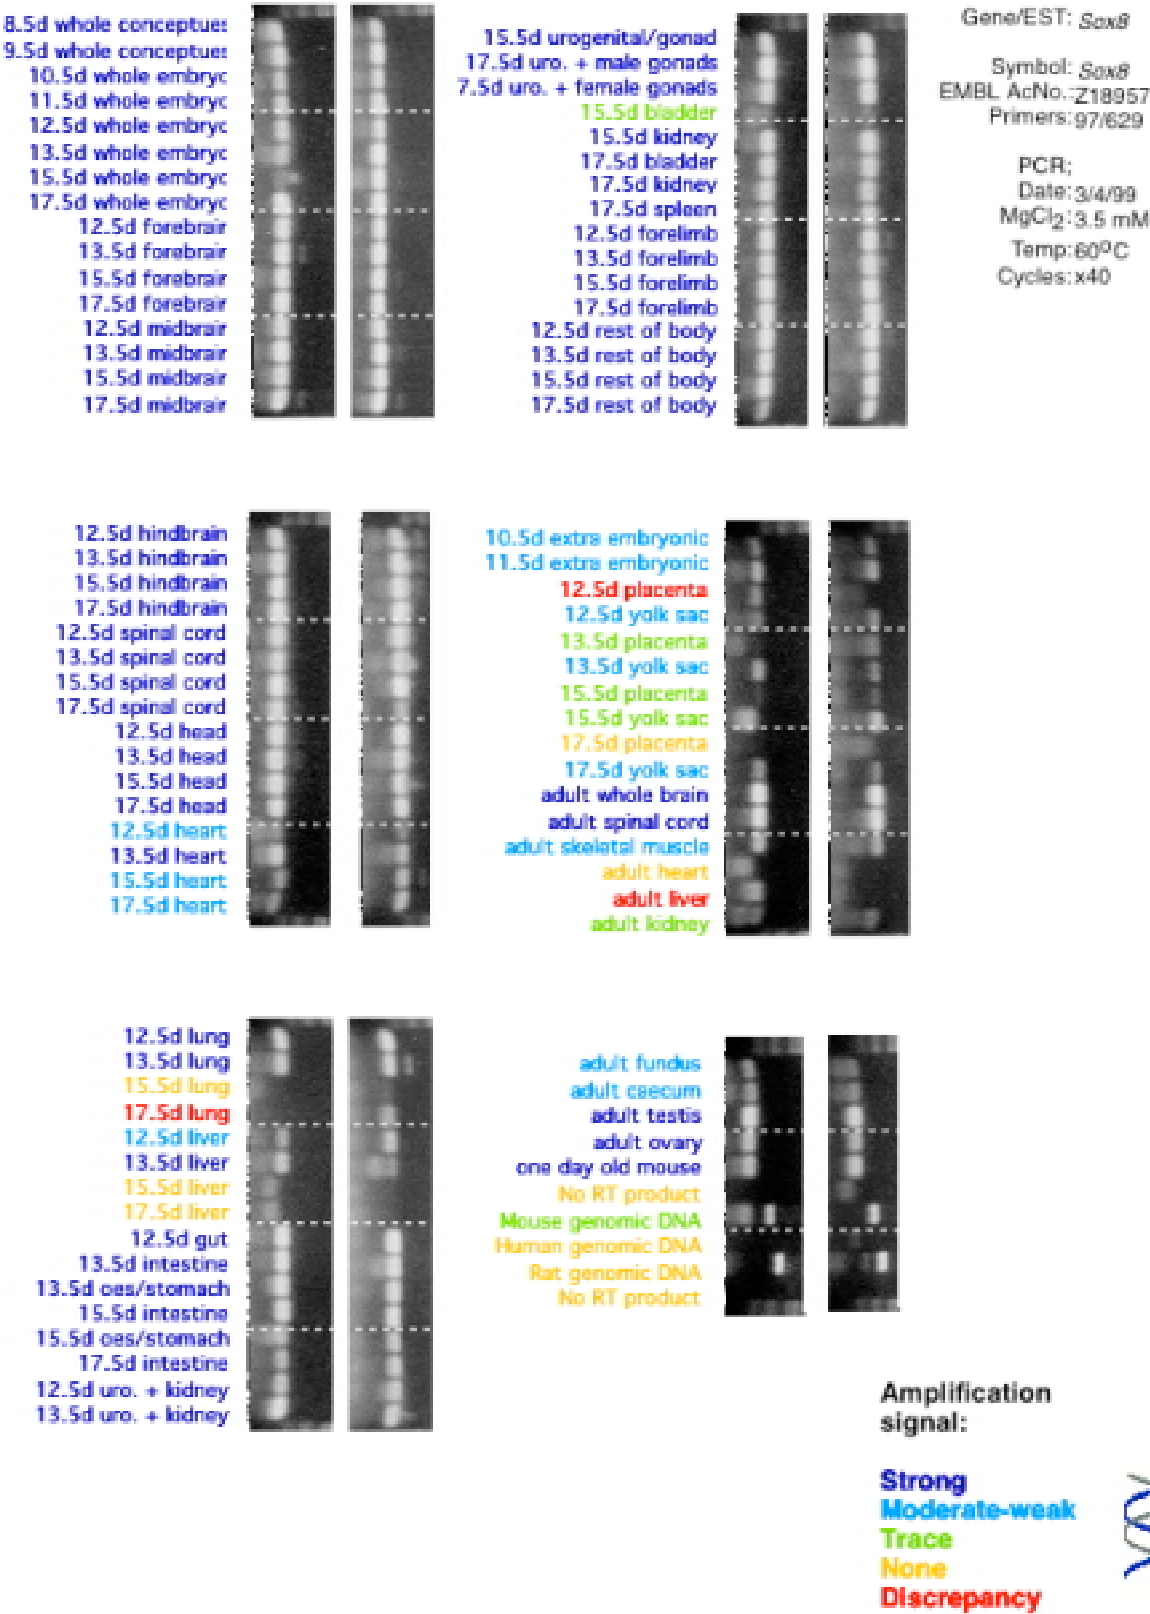 8.5d whole conceptues
9.5d whole conceptues
10.5d whole embryc
11.5d whole embryc
12.5d whole embryc
13.5d whole embryc
15.5d whole embryc
17.5d whole embryc
12.5d forebrair
13.5d forebrair
15.5d forebrair
17.5d forebrair
12.5d midbrair
13.5d midbrair
15.5d midbrair
17.5d midbrair
15.5d urogenital/gonad
17.5d uro. + male gonads
7.5d uro. + female gonads
15.5d bladder
15.5d kidney
17.5d bladder
17.5d kidney
17.5d spleen
12.5d forelimb
13.5d forelimb
15.5d forelimb
17.5d forelimb
12.5d rest of body
13.5d rest of body
15.5d rest of body
17.5d rest of body
Gene/EST: Sox8
Symbol: Sox8
EMBL AcNo.: Z18957
Primers: 97/629
PCR;
Date: 3/4/99
MgCl2: 3.5 mM
Temp: 60°C
Cycles: x40
12.5d hindbrain
13.5d hindbrain
15.5d hindbrain
17.5d hindbrain
12.5d spinal cord
13.5d spinal cord
15.5d spinal cord
17.5d spinal cord
12.5d head
13.5d head
15.5d head
17.5d head
12.5d heart
13.5d heart
15.5d heart
17.5d heart
10.5d extra embryonic
11.5d extra embryonic
12.5d placenta
12.5d yolk sac
13.5d placenta
13.5d yolk sac
15.5d placenta
15.5d yolk sac
17.5d placenta
17.5d yolk sac
adult whole brain
adult spinal cord
adult skeletal muscle
adult heart
adult liver
adult kidney
12.5d lung
13.5d lung
15.5d lung
17.5d lung
12.5d liver
13.5d liver
15.5d liver
17.5d liver
12.5d gut
13.5d intestine
13.5d oes/stomach
15.5d intestine
15.5d oes/stomach
17.5d intestine
12.5d uro. + kidney
13.5d uro. + kidney
adult fundus
adult caecum
adult testis
adult ovary
one day old mouse
No RT product
Mouse genomic DNA
Human genomic DNA
Rat genomic DNA
No RT product
Amplification
signal:
Strong
Moderate-weak
Trace
None
Discrepancy